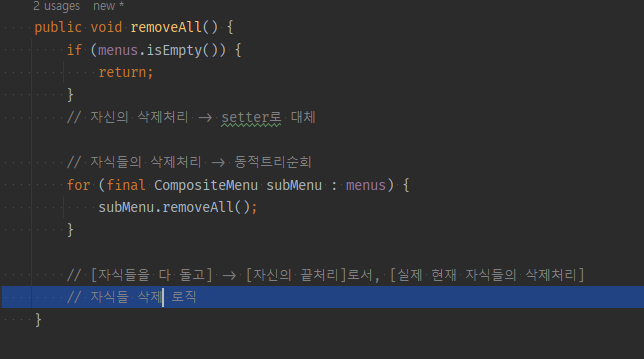 2 usages new *
public void removeAll() {
if (menus.isEmpty()) {
return;
}
// 자신의 삭제처리 -> setter로 대체
// 자식들의 삭제처리 -> 동적트리순회
for (final CompositeMenu subMenu : menus) {
subMenu.removeAll();
}
// [자식들을 다 돌고] -> [자신의 끝처리]로서, [실제 현재 자식들의 삭제처리]
// 자식들 삭제 로직
}